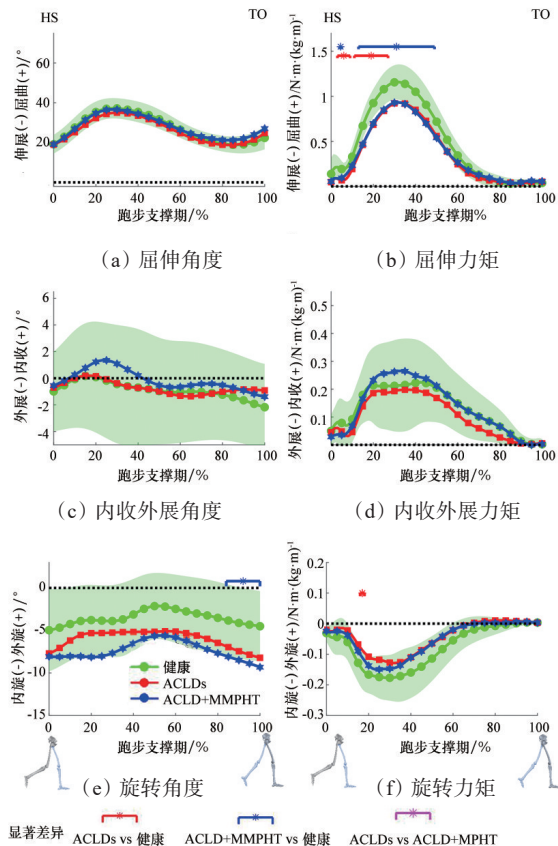 HS TO HS TO
伸展(-) 屈曲(+)/°
60
40
20
0 20 40 60 80 100
跑步支撑期/%
(a) 屈伸角度
伸展(-) 屈曲(+)/N·m·(kg·m)⁻¹
1.5
1
0.5
0
0 20 40 60 80 100
跑步支撑期/%
(b) 屈伸力矩
外展(-) 内收(+)/°
6
4
2
0
-2
-4
0 20 40 60 80 100
跑步支撑期/%
(c) 内收外展角度
外展(-) 内收(+)/N·m·(kg·m)⁻¹
0.5
0.4
0.3
0.2
0.1
0 20 40 60 80 100
跑步支撑期/%
(d) 内收外展力矩
内旋(-) 外旋(+)/°
0
-5
-10
-15
健康
ACLDs
ACLD+MMPHT
0 20 40 60 80 100
跑步支撑期/%
(e) 旋转角度
内旋(-) 外旋(+)/N·m·(kg·m)⁻¹
0.2
0.1
0
-0.1
-0.2
-0.3
0 20 40 60 80 100
跑步支撑期/%
(f) 旋转力矩
显著差异
ACLDs vs 健康 ACLD+MMPHT vs 健康 ACLDs vs ACLD+MPHT